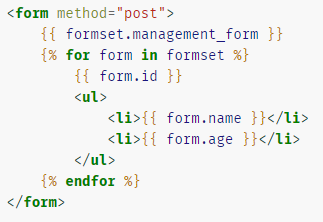 <form method="post">
    {{ formset.management_form }}
    {% for form in formset %}
        {{ form.id }}
        <ul>
            <li>{{ form.name }}</li>
            <li>{{ form.age }}</li>
        </ul>
    {% endfor %}
</form>